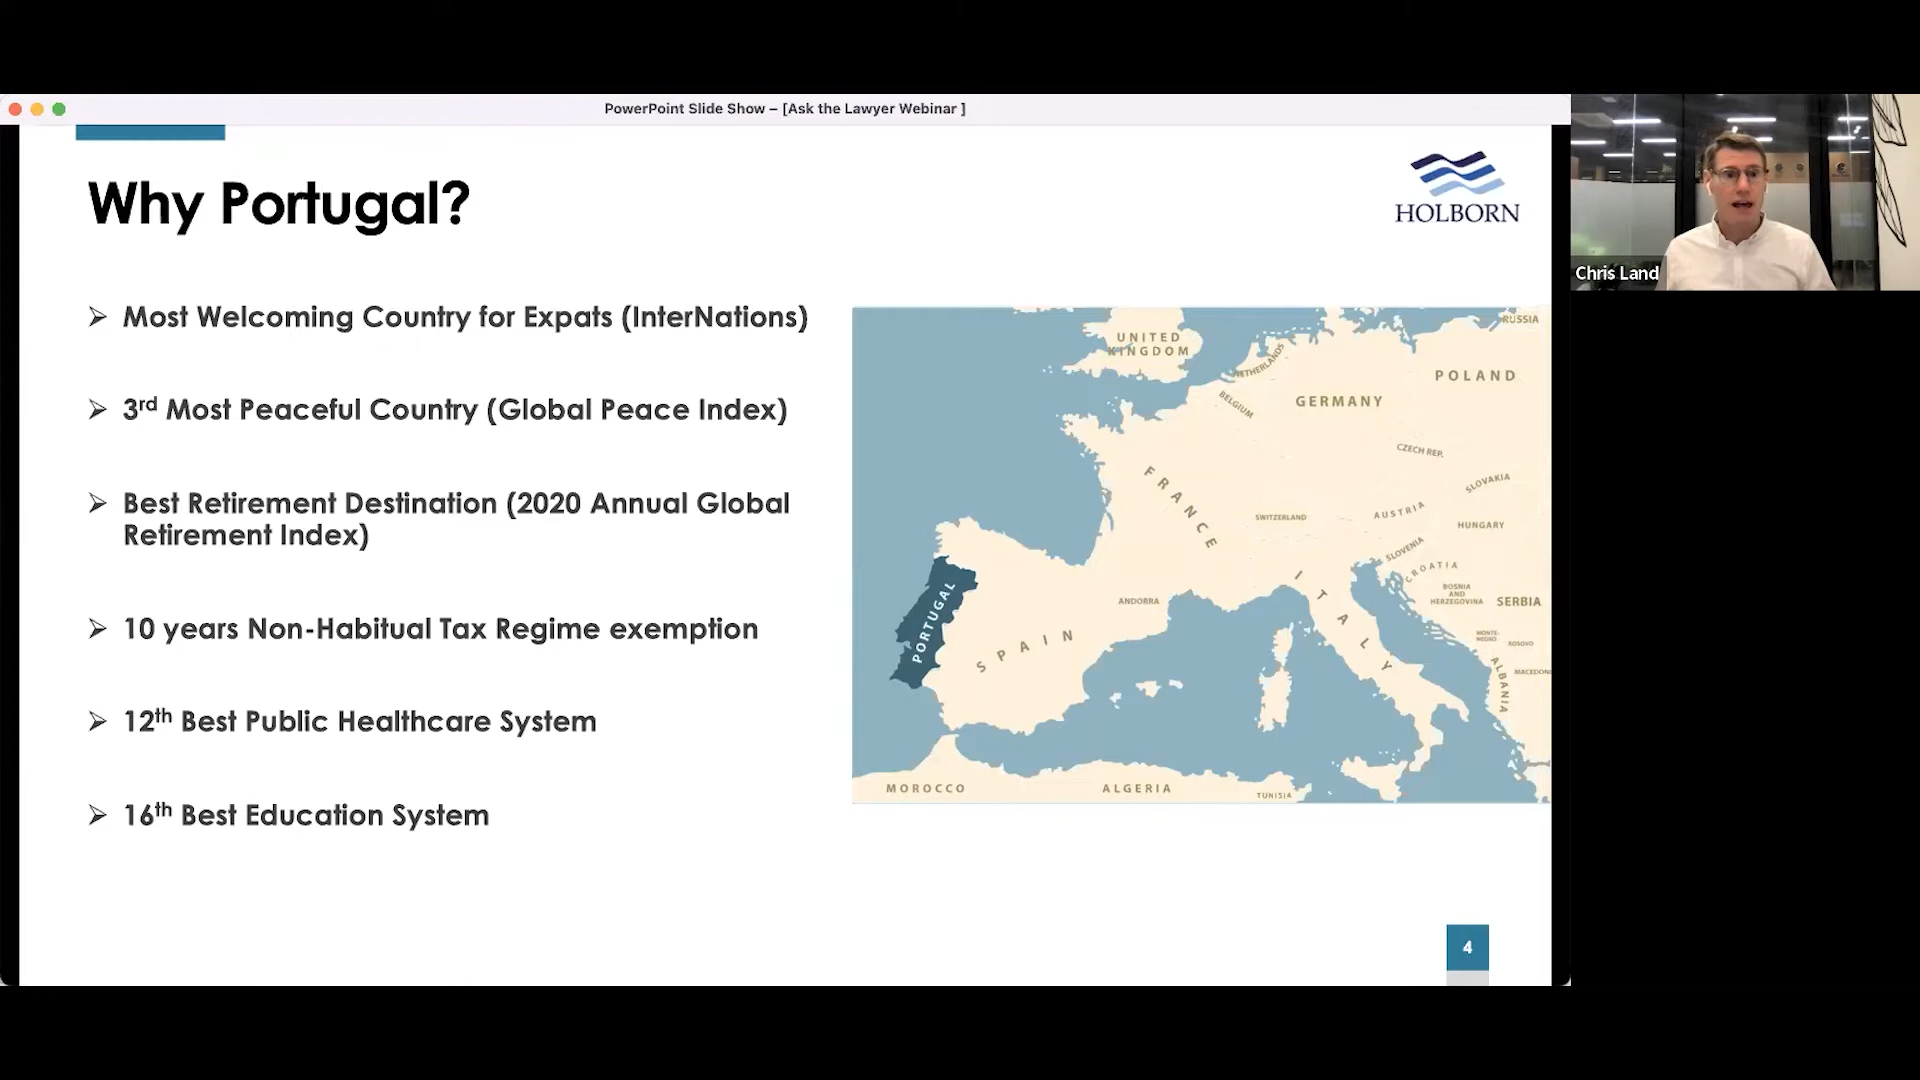 PowerPoint Slide Show – [Ask the Lawyer Webinar ]
Why Portugal?
HOLBORN
Chris Land
➢ Most Welcoming Country for Expats (InterNations)
➢ 3rd Most Peaceful Country (Global Peace Index)
➢ Best Retirement Destination (2020 Annual Global
Retirement Index)
➢ 10 years Non-Habitual Tax Regime exemption
➢ 12th Best Public Healthcare System
➢ 16th Best Education System
RUSSIA
UNITED
KINGDOM
NETHERLANDS
POLAND
BELGIUM
GERMANY
CZECH REP.
FRANCE
SLOVAKIA
SWITZERLAND
AUSTRIA
HUNGARY
SLOVENIA
CROATIA
BOSNIA
AND
HERZEGOVINA
SERBIA
ANDORRA
ITALY
PORTUGAL
SPAIN
MONTE-
NEGRO
KOSOVO
MACEDON
ALBANIA
MOROCCO
ALGERIA
TUNISIA
4